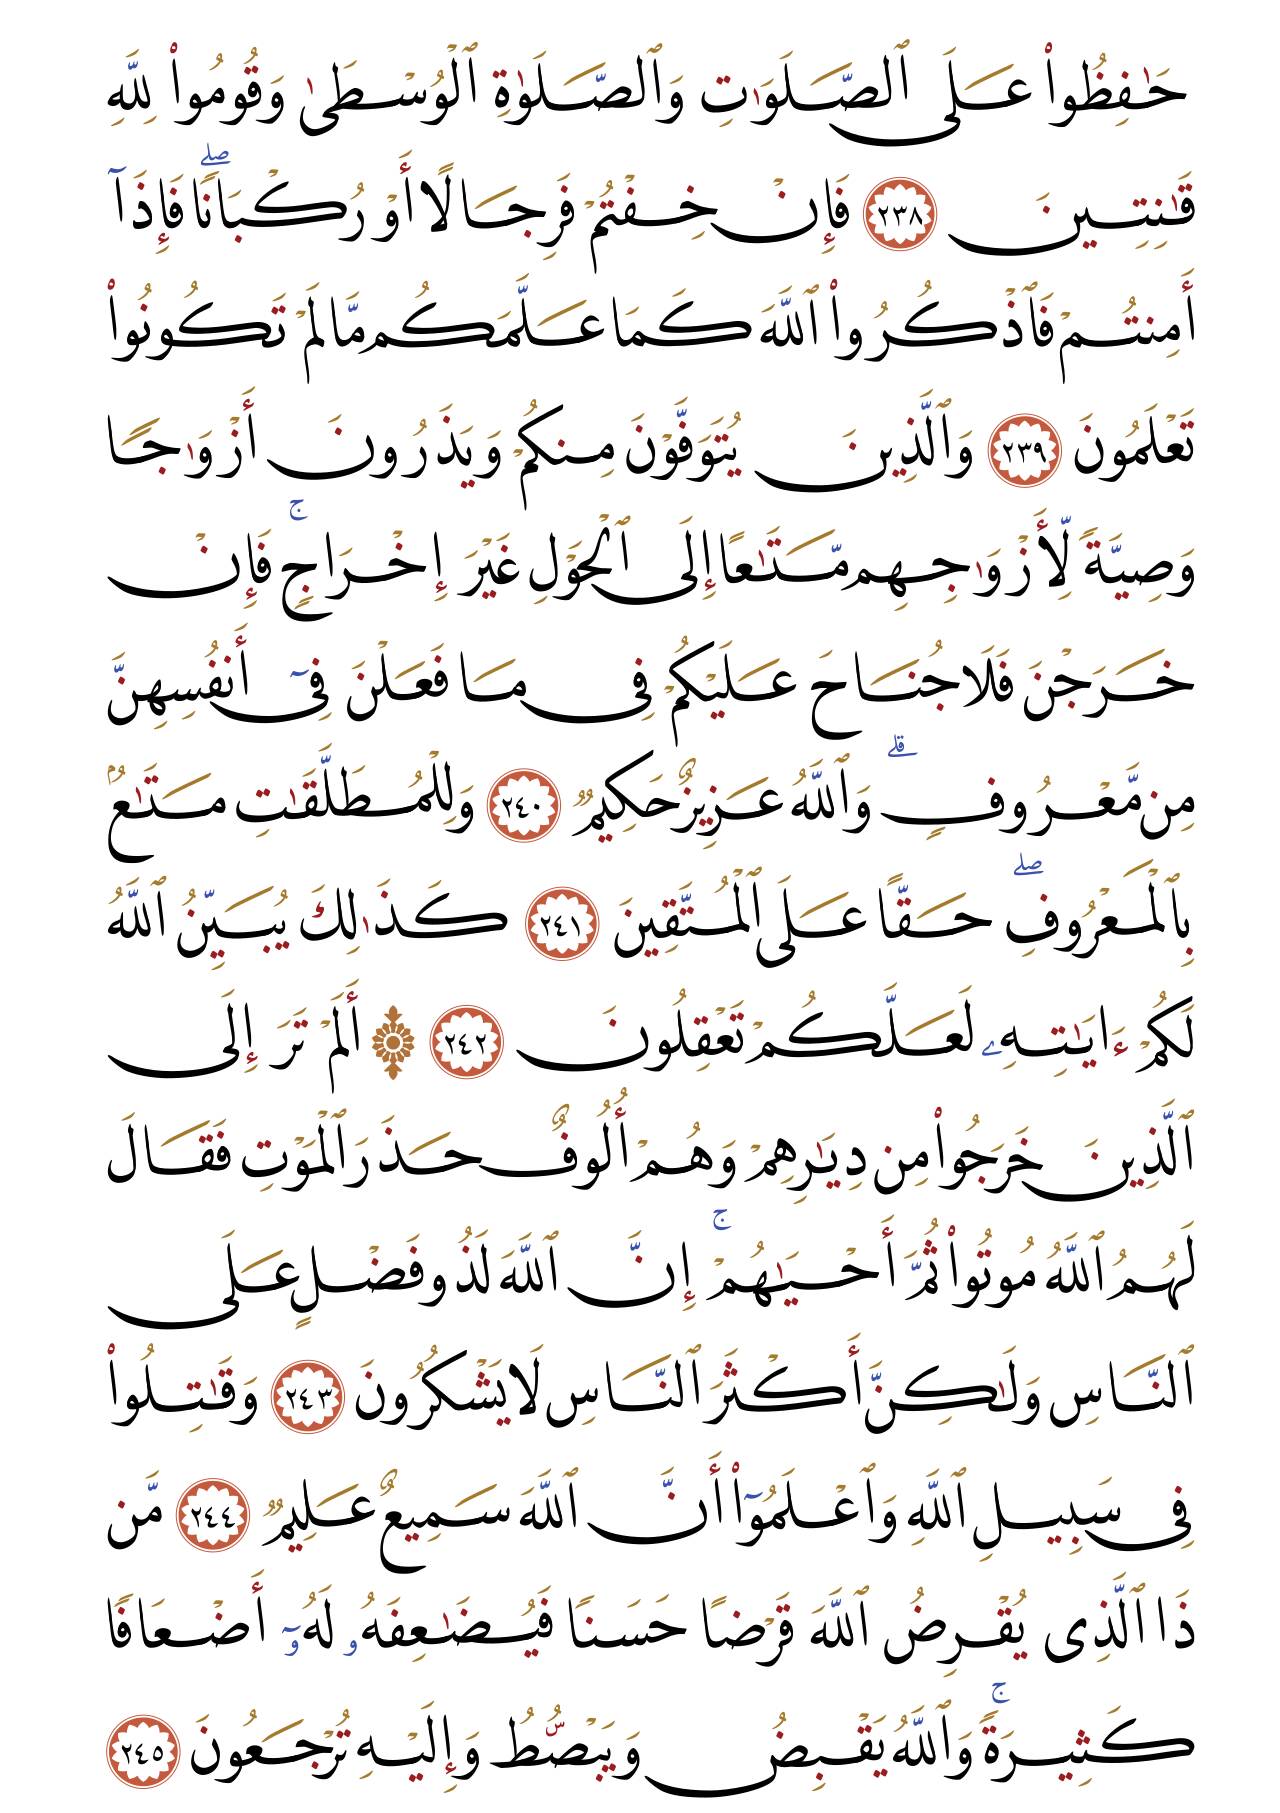 حَٰفِظُوا۟ عَلَى ٱلصَّلَوَٰتِ وَٱلصَّلَوٰةِ ٱلْوُسْطَىٰ وَقُومُوا۟ لِلَّهِ
قَٰنِتِينَ ٢٣٨ فَإِنْ خِفْتُمْ فَرِجَالًا أَوْ رُكْبَانًا ۖ فَإِذَآ
أَمِنتُمْ فَٱذْكُرُوا۟ ٱللَّهَ كَمَا عَلَّمَكُم مَّا لَمْ تَكُونُوا۟
تَعْلَمُونَ ٢٣٩ وَٱلَّذِينَ يُتَوَفَّوْنَ مِنكُمْ وَيَذَرُونَ أَزْوَٰجًا
وَصِيَّةً لِّأَزْوَٰجِهِم مَّتَٰعًا إِلَى ٱلْحَوْلِ غَيْرَ إِخْرَاجٍ ۚ فَإِنْ
خَرَجْنَ فَلَا جُنَاحَ عَلَيْكُمْ فِى مَا فَعَلْنَ فِىٓ أَنفُسِهِنَّ
مِن مَّعْرُوفٍ ۗ وَٱللَّهُ عَزِيزٌ حَكِيمٌ ٢٤٠ وَلِلْمُطَلَّقَٰتِ مَتَٰعٌۢ
بِٱلْمَعْرُوفِ ۖ حَقًّا عَلَى ٱلْمُتَّقِينَ ٢٤١ كَذَٰلِكَ يُبَيِّنُ ٱللَّهُ
لَكُمْ ءَايَٰتِهِۦ لَعَلَّكُمْ تَعْقِلُونَ ٢٤٢ ۞ أَلَمْ تَرَ إِلَى
ٱلَّذِينَ خَرَجُوا۟ مِن دِيَٰرِهِمْ وَهُمْ أُلُوفٌ حَذَرَ ٱلْمَوْتِ فَقَالَ
لَهُمُ ٱللَّهُ مُوتُوا۟ ثُمَّ أَحْيَٰهُمْ ۚ إِنَّ ٱللَّهَ لَذُو فَضْلٍ عَلَى
ٱلنَّاسِ وَلَٰكِنَّ أَكْثَرَ ٱلنَّاسِ لَا يَشْكُرُونَ ٢٤٣ وَقَٰتِلُوا۟
فِى سَبِيلِ ٱللَّهِ وَٱعْلَمُوٓا۟ أَنَّ ٱللَّهَ سَمِيعٌ عَلِيمٌ ٢٤٤ مَّن
ذَا ٱلَّذِى يُقْرِضُ ٱللَّهَ قَرْضًا حَسَنًا فَيُضَٰعِفَهُۥ لَهُۥٓ أَضْعَافًا
كَثِيرَةً ۚ وَٱللَّهُ يَقْبِضُ وَيَبْصُۜطُ وَإِلَيْهِ تُرْجَعُونَ ٢٤٥